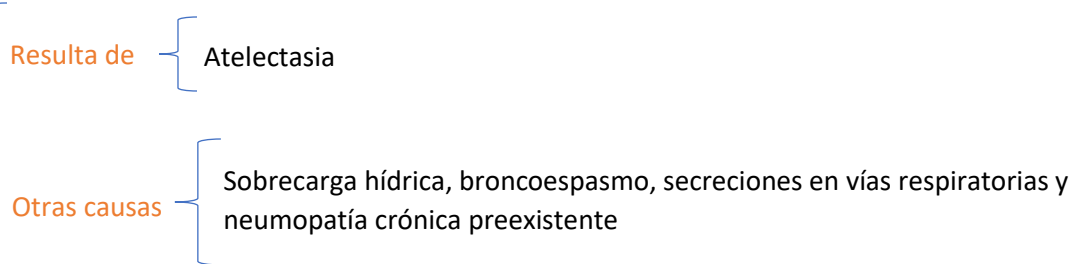 Resulta de
Atelectasia
Otras causas
Sobrecarga hídrica, broncoespasmo, secreciones en vías respiratorias y
neumopatía crónica preexistente